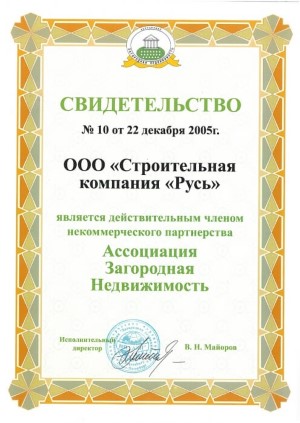 СВИДЕТЕЛЬСТВО
№ 10 от 22 декабря 2005г.
ООО «Строительная
компания «Русь»
является действительным членом
некоммерческого партнерства
Ассоциация
Загородная
Недвижимость
Исполнительный
директор
В. Н. Майоров